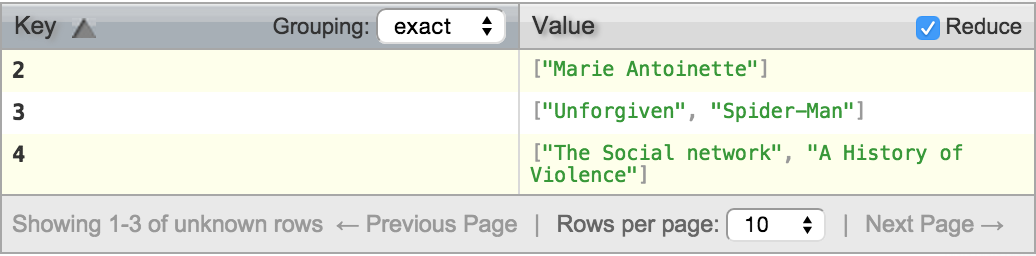 Key Grouping: exact Value Reduce
2 ["Marie Antoinette"]
3 ["Unforgiven", "Spider-Man"]
4 ["The Social network", "A History of
Violence"]
Showing 1-3 of unknown rows ← Previous Page | Rows per page: 10 | Next Page →